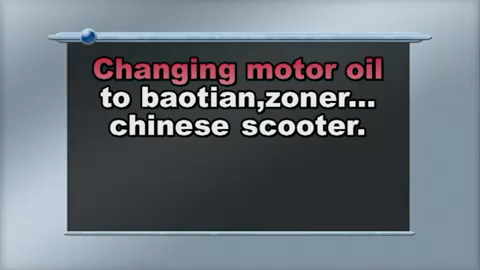 Changing motor oil
to baotian,zoner...
chinese scooter.